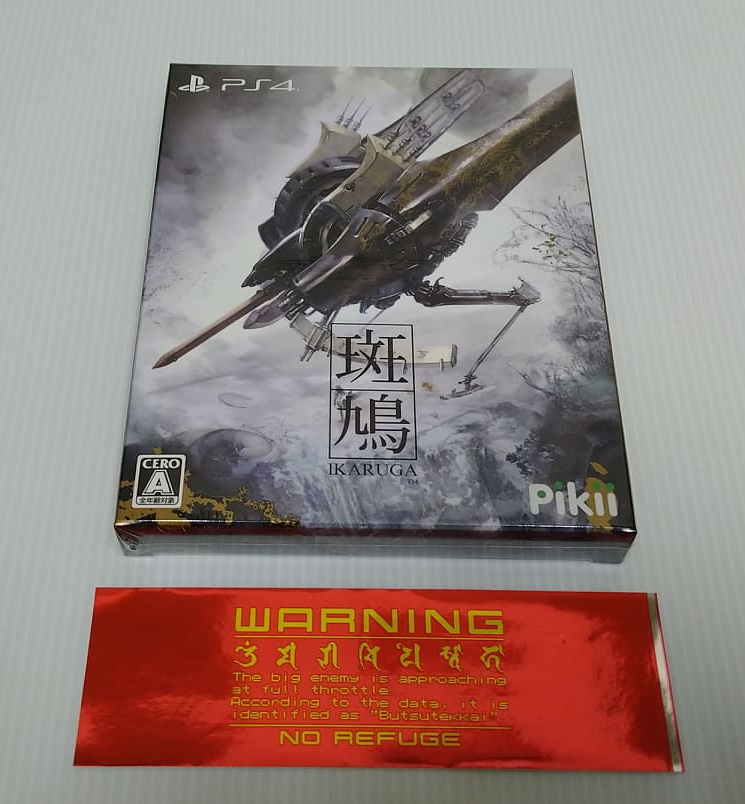 PS4
斑鳩
IKARUGA
TM
CERO
A
全年齢対象
Pikii
WARNING
The big enemy is approaching
at full throttle
According to the data, it is
identified as "Butsutekkai"
NO REFUGE